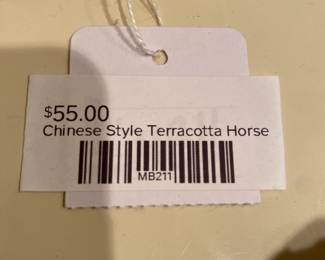 $55.00
Chinese Style Terracotta Horse
MB211